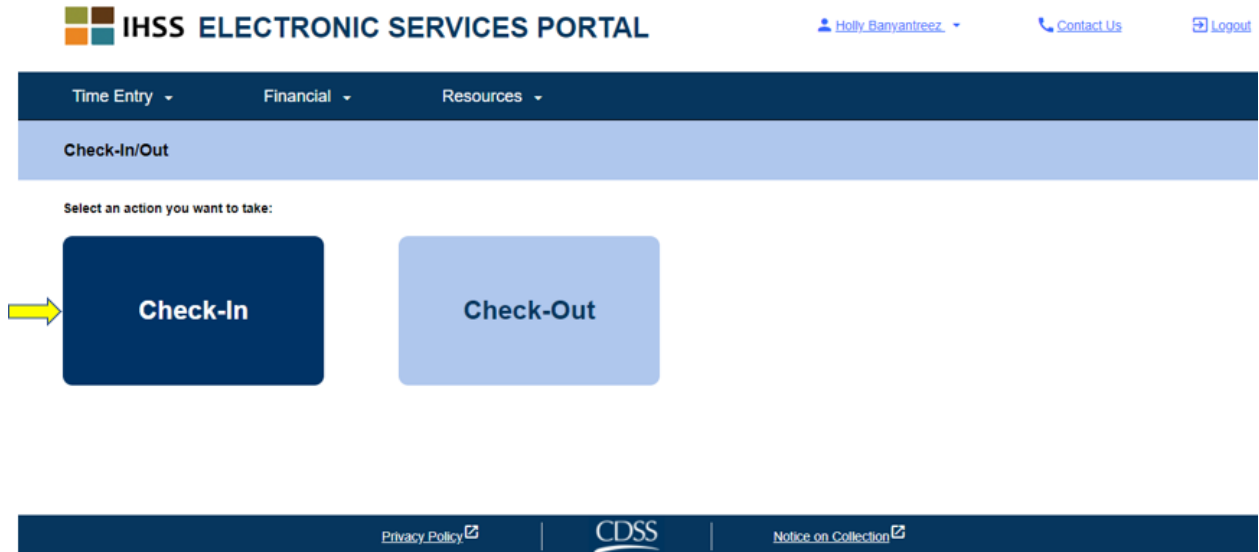 IHSS ELECTRONIC SERVICES PORTAL
Holly Banyantreez Contact Us Logout
Time Entry Financial Resources
Check-In/Out
Select an action you want to take:
Check-In Check-Out
Privacy Policy CDSS Notice on Collection